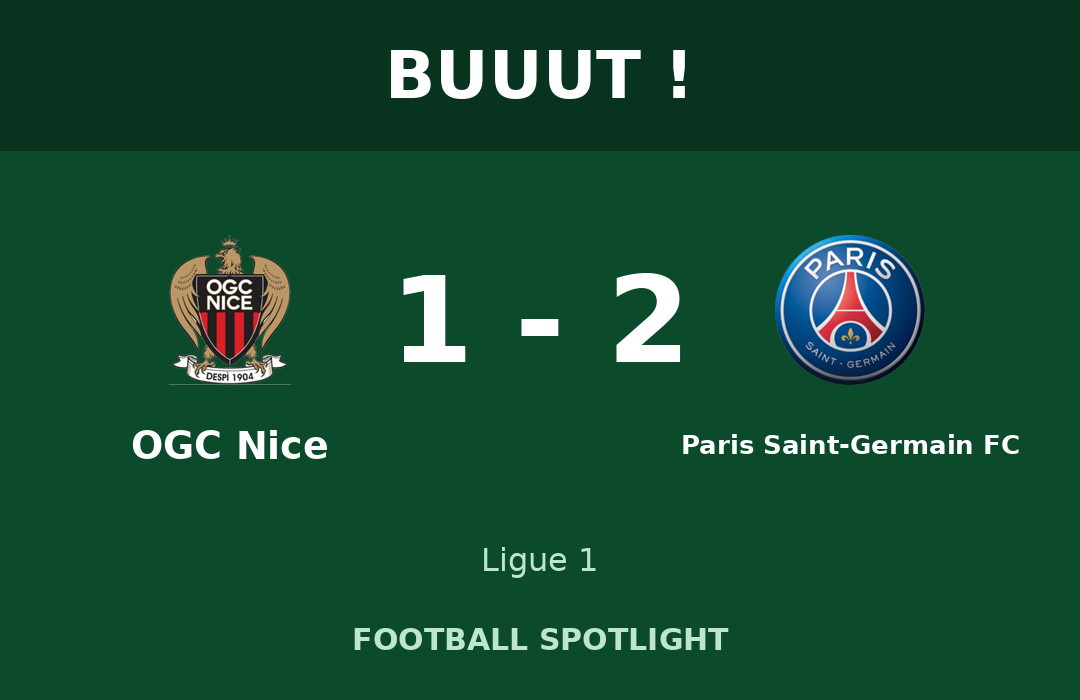 BUUUT !
OGC
NICE
DESPÍ 1904
1 - 2
PARIS
SAINT-GERMAIN
OGC Nice
Paris Saint-Germain FC
Ligue 1
FOOTBALL SPOTLIGHT